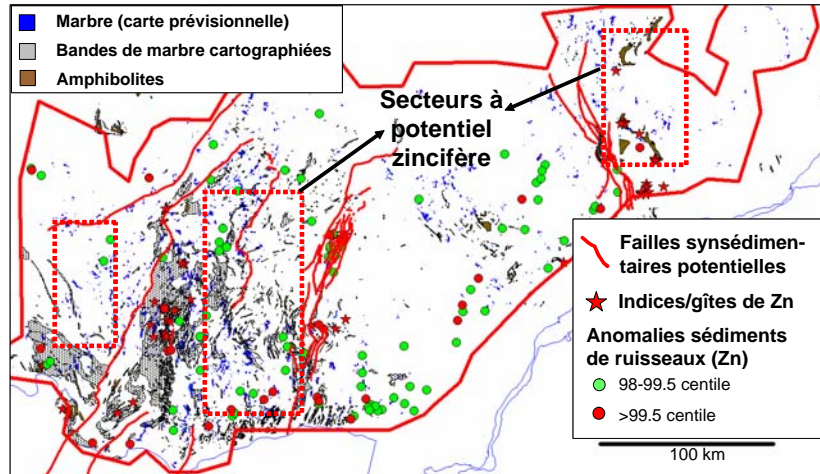 Marbre (carte prévisionnelle)
Bandes de marbre cartographiées
Amphibolites
Secteurs à
potentiel
zincifère
Failles synsédimen-
taires potentielles
Indices/gîtes de Zn
Anomalies sédiments
de ruisseaux (Zn)
98-99.5 centile
>99.5 centile
100 km